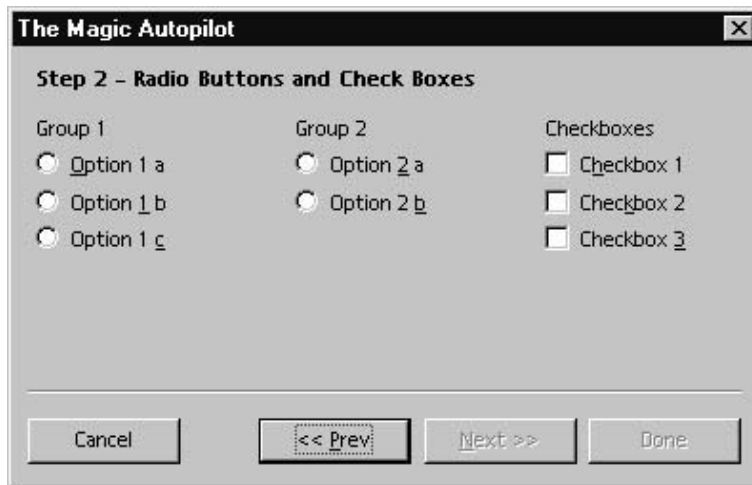 The Magic Autopilot
Step 2 - Radio Buttons and Check Boxes
Group 1
Option 1 a
Option 1 b
Option 1 c
Group 2
Option 2 a
Option 2 b
Checkboxes
Checkbox 1
Checkbox 2
Checkbox 3
Cancel
<< Prev
Next >>
Done